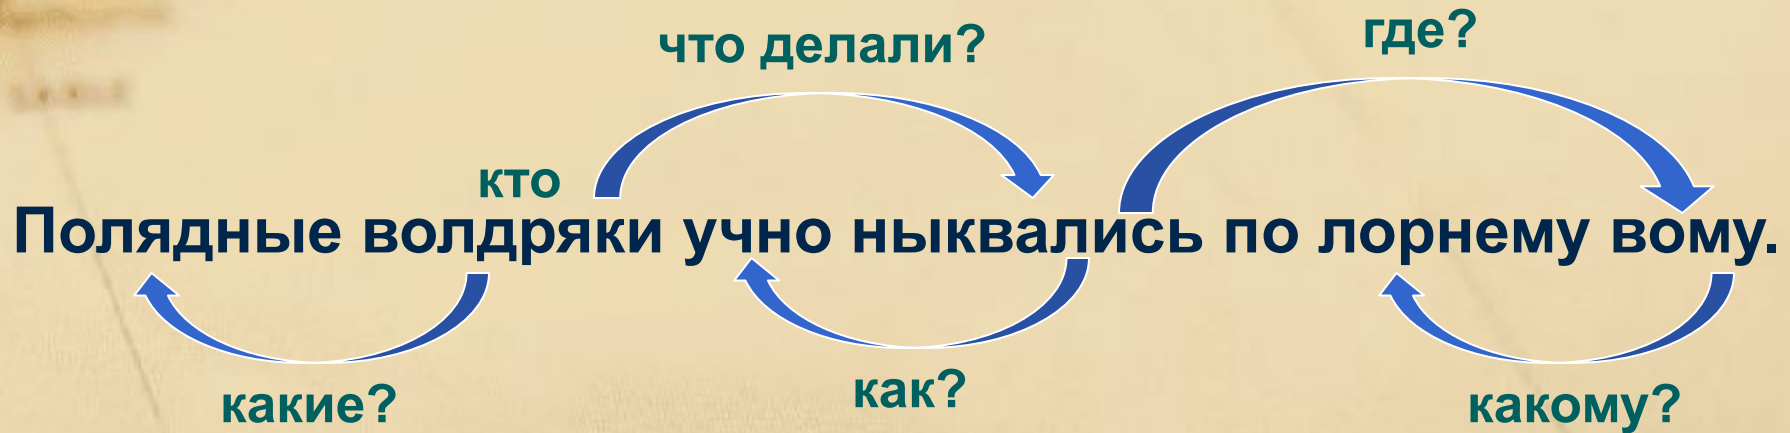 что делали?
где?
кто
Полядные волдряки учно ныквались по лорнему вому.
какие?
как?
какому?